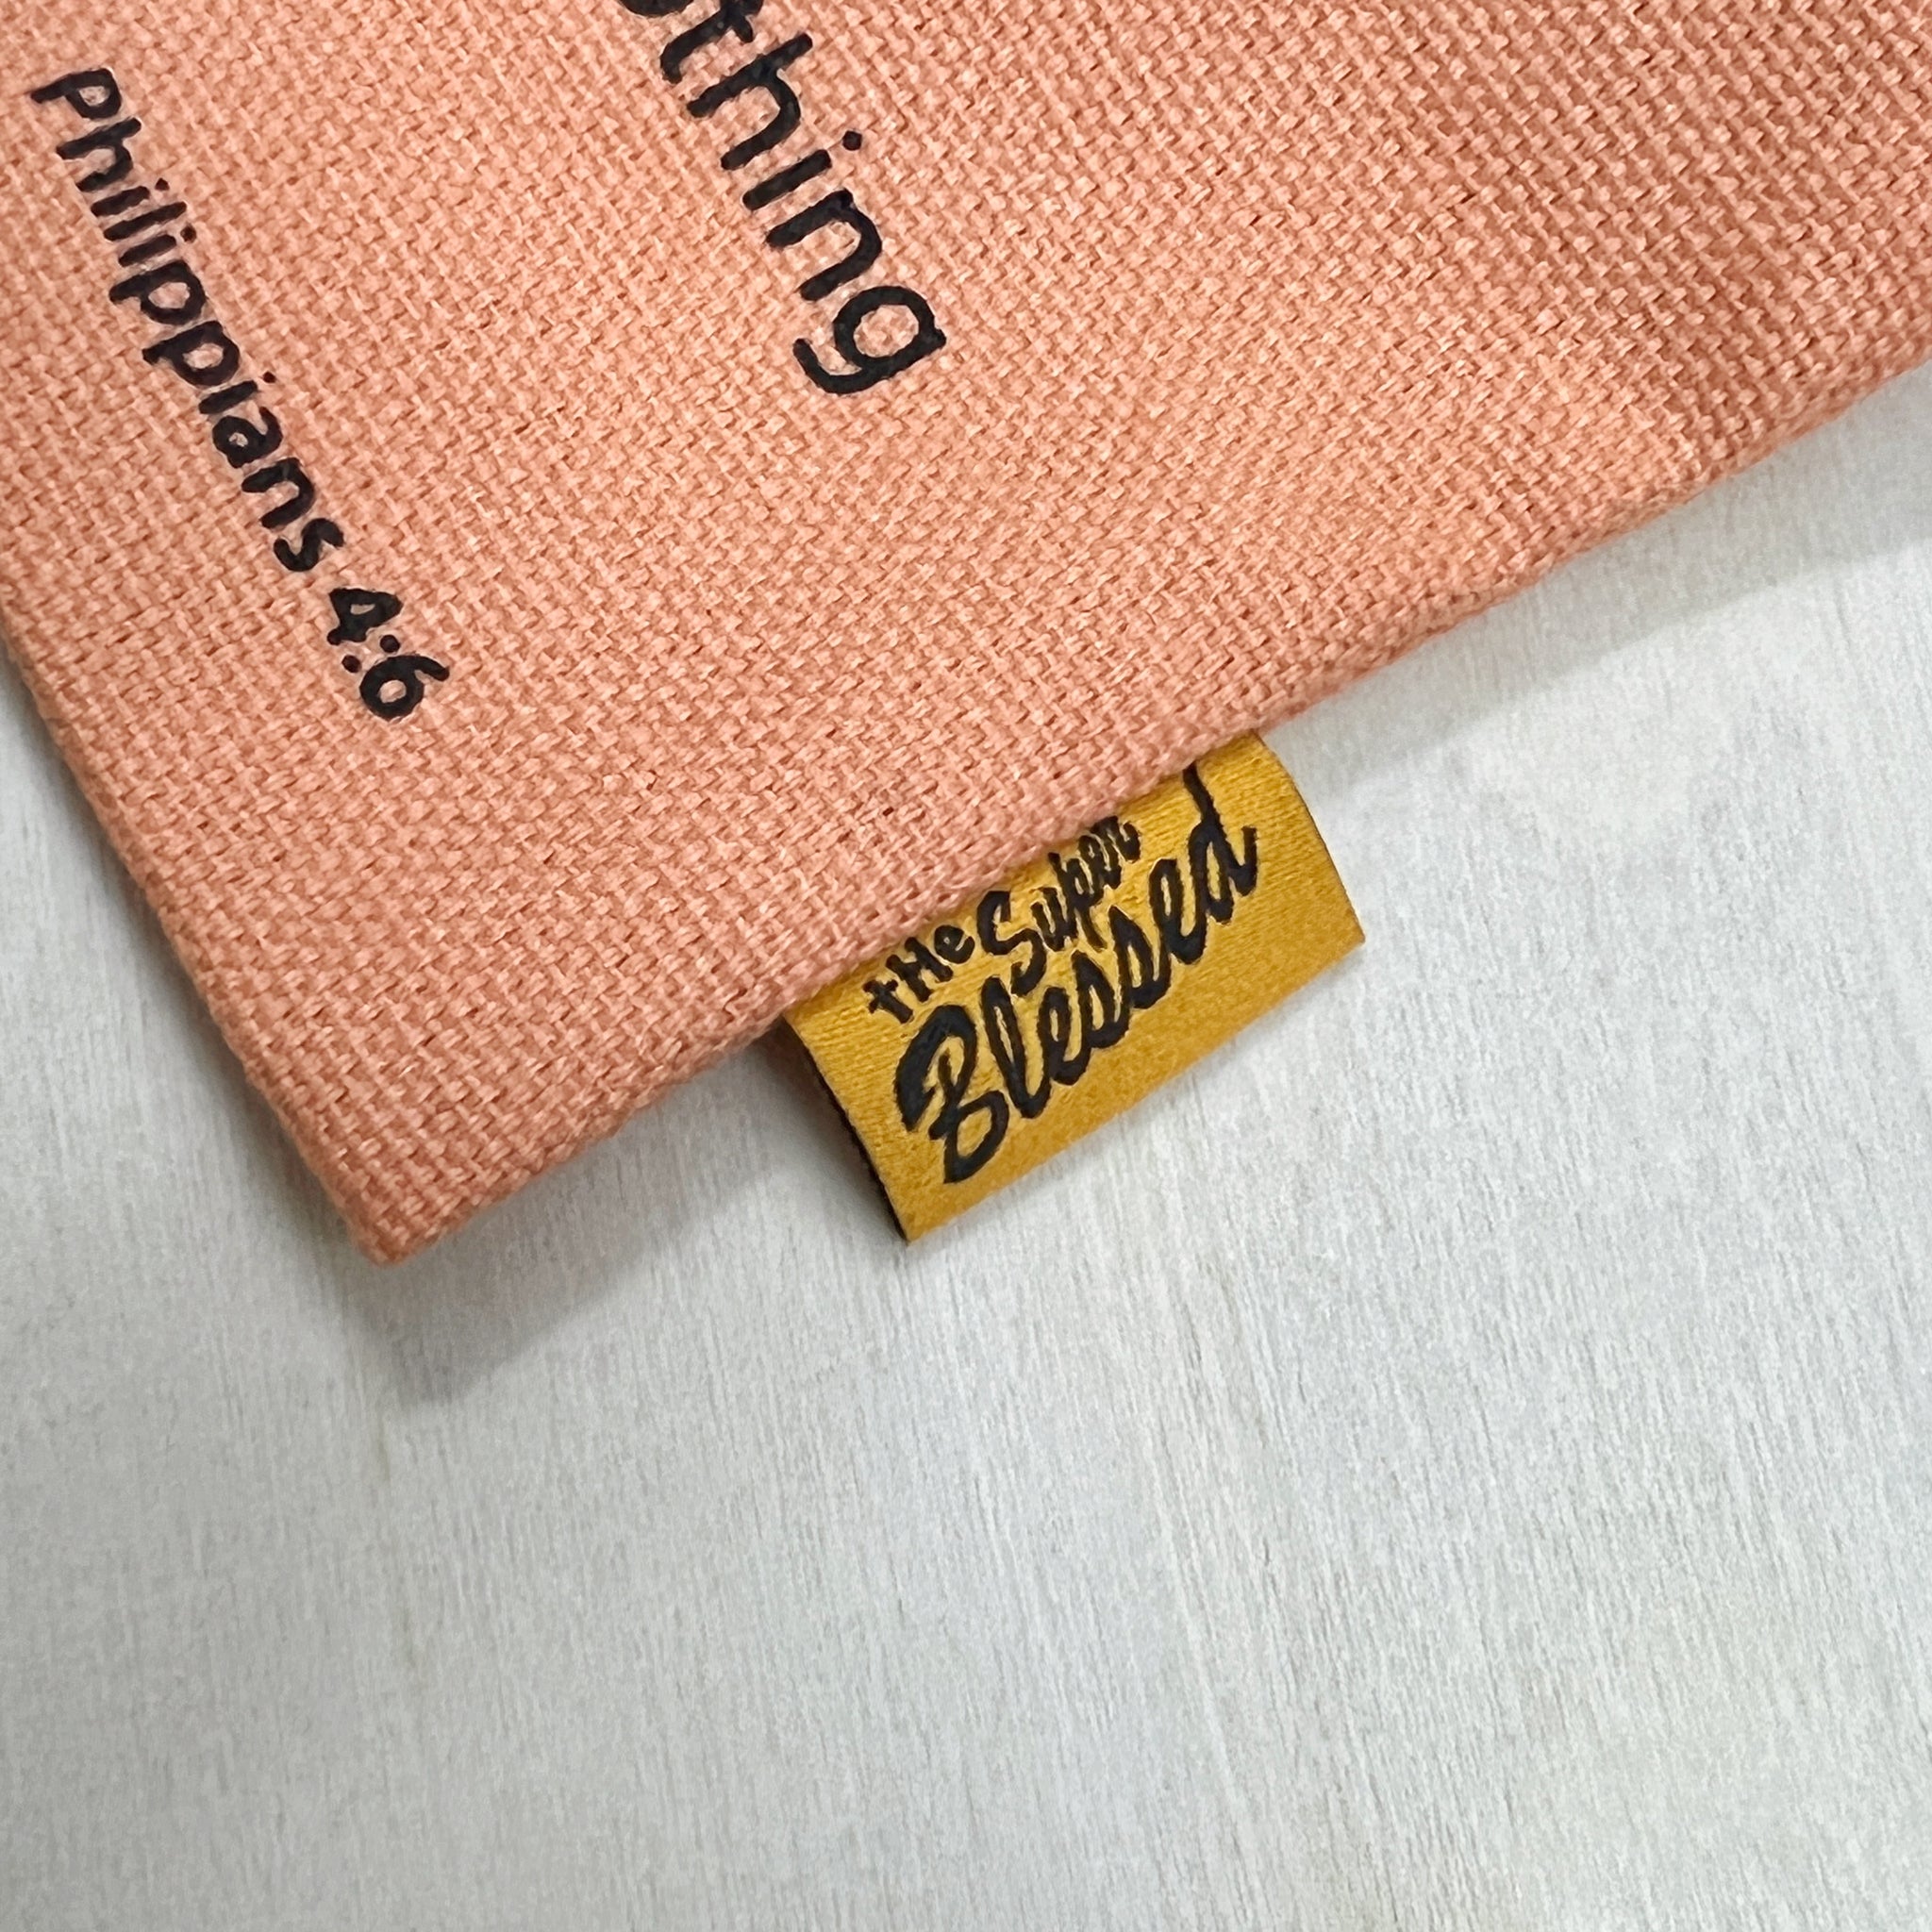 thing
Philippians 4:6
tHe Super
Blessed